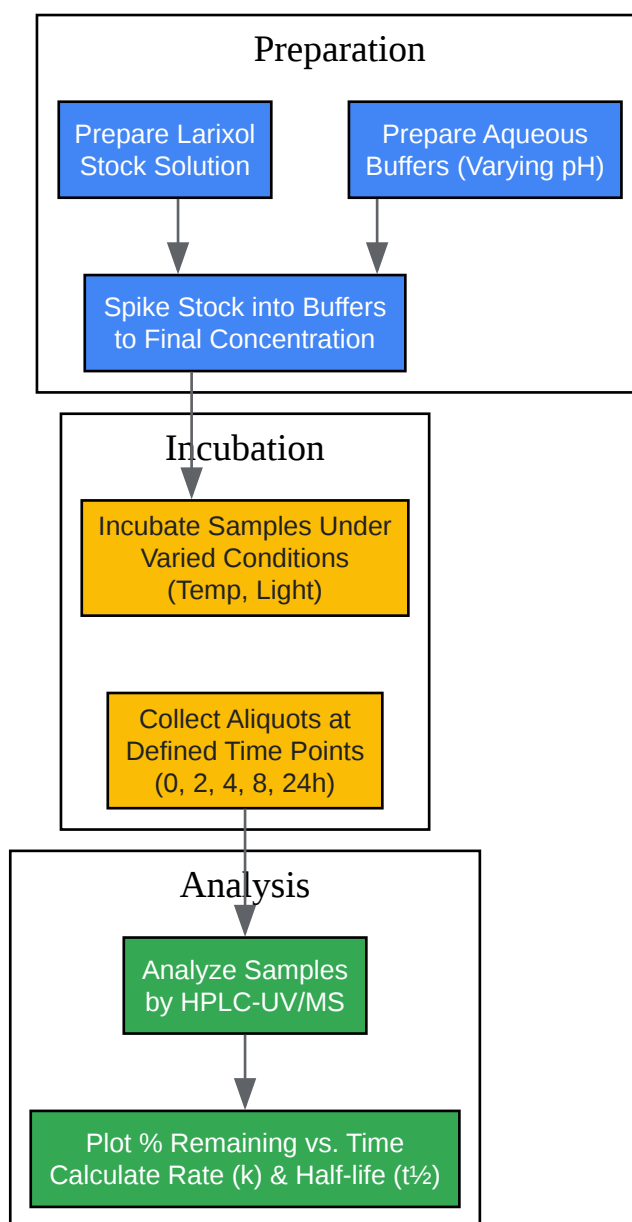 Preparation
Prepare Larixol
Stock Solution
Prepare Aqueous
Buffers (Varying pH)
Spike Stock into Buffers
to Final Concentration
Incubation
Incubate Samples Under
Varied Conditions
(Temp, Light)
Collect Aliquots at
Defined Time Points
(0, 2, 4, 8, 24h)
Analysis
Analyze Samples
by HPLC-UV/MS
Plot % Remaining vs. Time
Calculate Rate (k) & Half-life (t½)